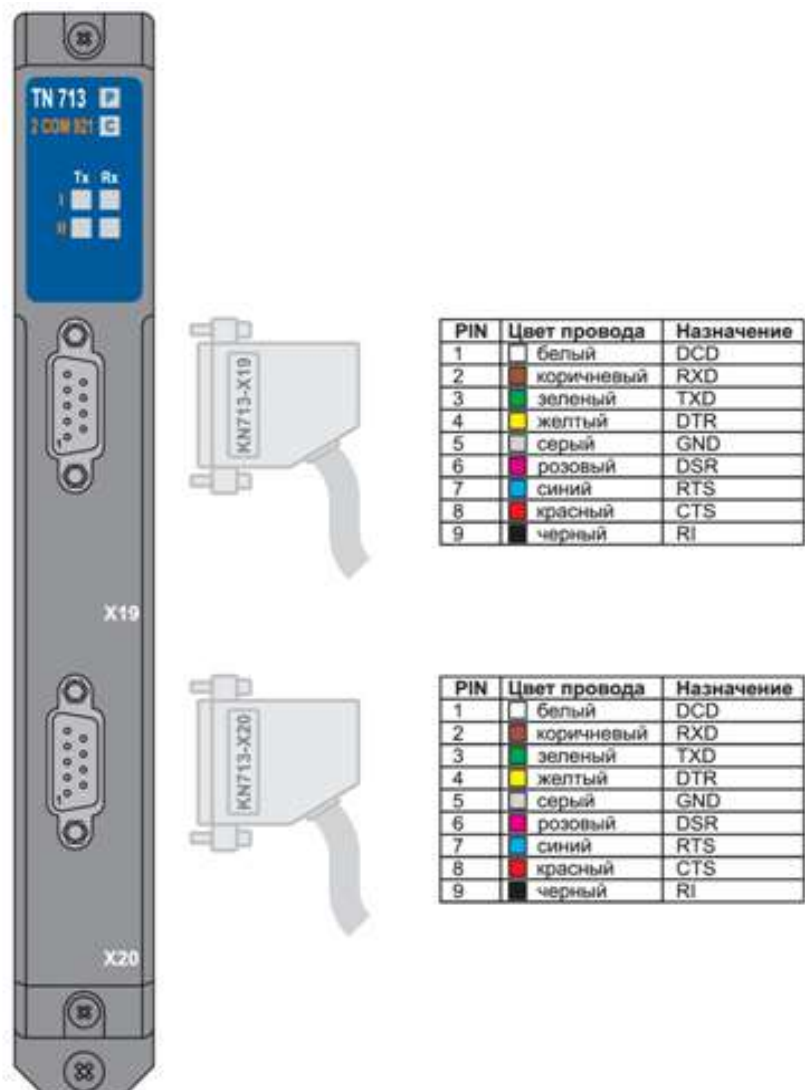 TN 713 P
2 COM 921 C
Tx Rx
I
II
X19
KN713-X19
PIN Цвет провода Назначение
1 белый DCD
2 коричневый RXD
3 зеленый TXD
4 желтый DTR
5 серый GND
6 розовый DSR
7 синий RTS
8 красный CTS
9 черный RI
X20
KN713-X20
PIN Цвет провода Назначение
1 белый DCD
2 коричневый RXD
3 зеленый TXD
4 желтый DTR
5 серый GND
6 розовый DSR
7 синий RTS
8 красный CTS
9 черный RI